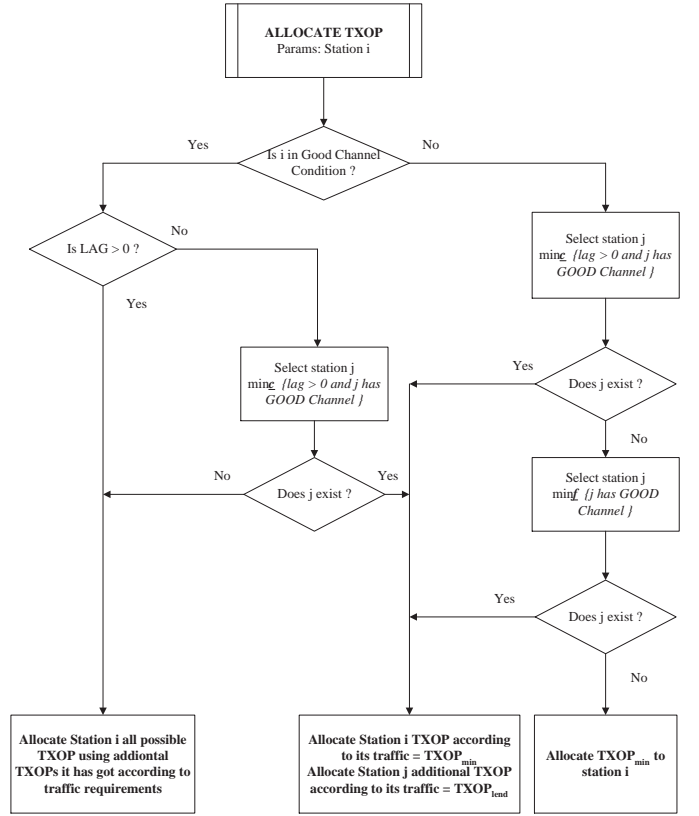 ALLOCATE TXOP
Params: Station i
Yes
No
Is i in Good Channel
Condition ?
No
Is LAG > 0 ?
Yes
Select station j
minc {lag > 0 and j has
GOOD Channel }
Select station j
minc {lag > 0 and j has
GOOD Channel }
Yes
Does j exist ?
No
No
Does j exist ?
Yes
Select station j
minf {j has GOOD
Channel }
Yes
Does j exist ?
No
Allocate Station i all possible
TXOP using addiontal
TXOPs it has got according to
traffic requirements
Allocate Station i TXOP according
to its traffic = TXOPmin
Allocate Station j additional TXOP
according to its traffic = TXOPlend
Allocate TXOPmin to
station i